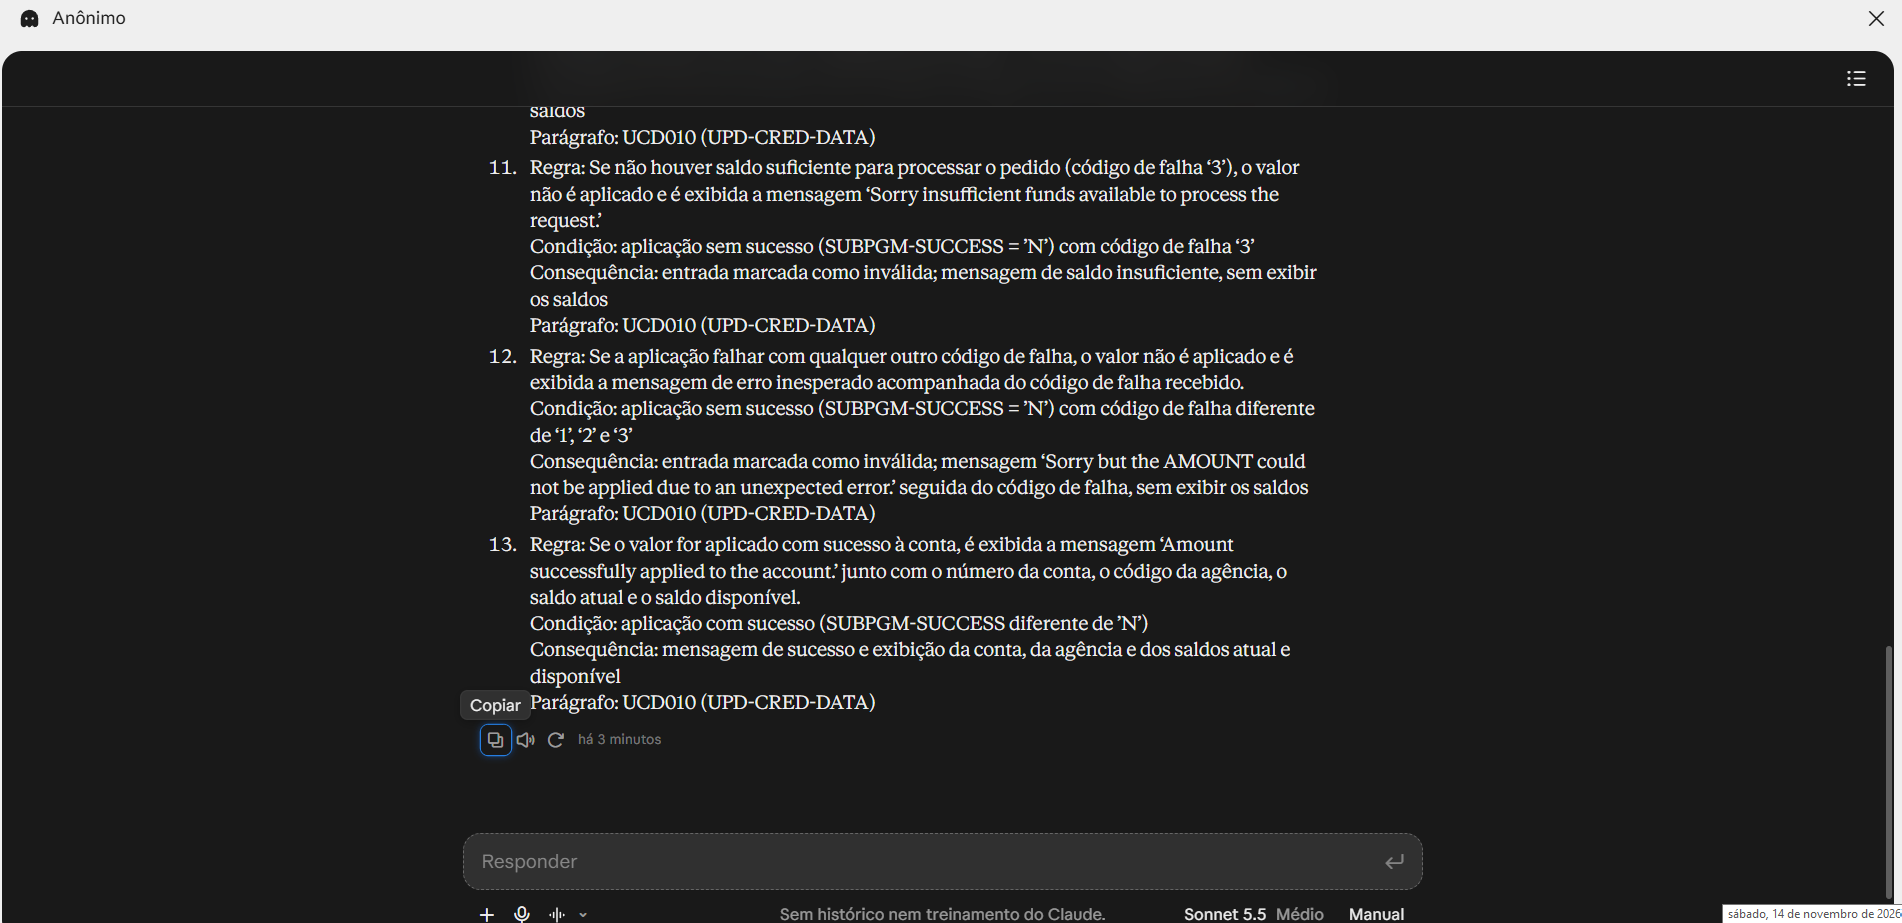 Anônimo
saldos
Parágrafo: UCD010 (UPD-CRED-DATA)
11. Regra: Se não houver saldo suficiente para processar o pedido (código de falha ‘3’), o valor
não é aplicado e é exibida a mensagem ‘Sorry insufficient funds available to process the
request.’
Condição: aplicação sem sucesso (SUBPGM-SUCCESS = ’N’) com código de falha ‘3’
Consequência: entrada marcada como inválida; mensagem de saldo insuficiente, sem exibir
os saldos
Parágrafo: UCD010 (UPD-CRED-DATA)
12. Regra: Se a aplicação falhar com qualquer outro código de falha, o valor não é aplicado e é
exibida a mensagem de erro inesperado acompanhada do código de falha recebido.
Condição: aplicação sem sucesso (SUBPGM-SUCCESS = ’N’) com código de falha diferente
de ‘1’, ‘2’ e ‘3’
Consequência: entrada marcada como inválida; mensagem ‘Sorry but the AMOUNT could
not be applied due to an unexpected error.’ seguida do código de falha, sem exibir os saldos
Parágrafo: UCD010 (UPD-CRED-DATA)
13. Regra: Se o valor for aplicado com sucesso à conta, é exibida a mensagem ‘Amount
successfully applied to the account.’ junto com o número da conta, o código da agência, o
saldo atual e o saldo disponível.
Condição: aplicação com sucesso (SUBPGM-SUCCESS diferente de ’N’)
Consequência: mensagem de sucesso e exibição da conta, da agência e dos saldos atual e
disponível
Parágrafo: UCD010 (UPD-CRED-DATA)
Copiar
há 3 minutos
Responder
Sem histórico nem treinamento do Claude.
Sonnet 5.5 Médio Manual
sábado, 14 de novembro de 2026